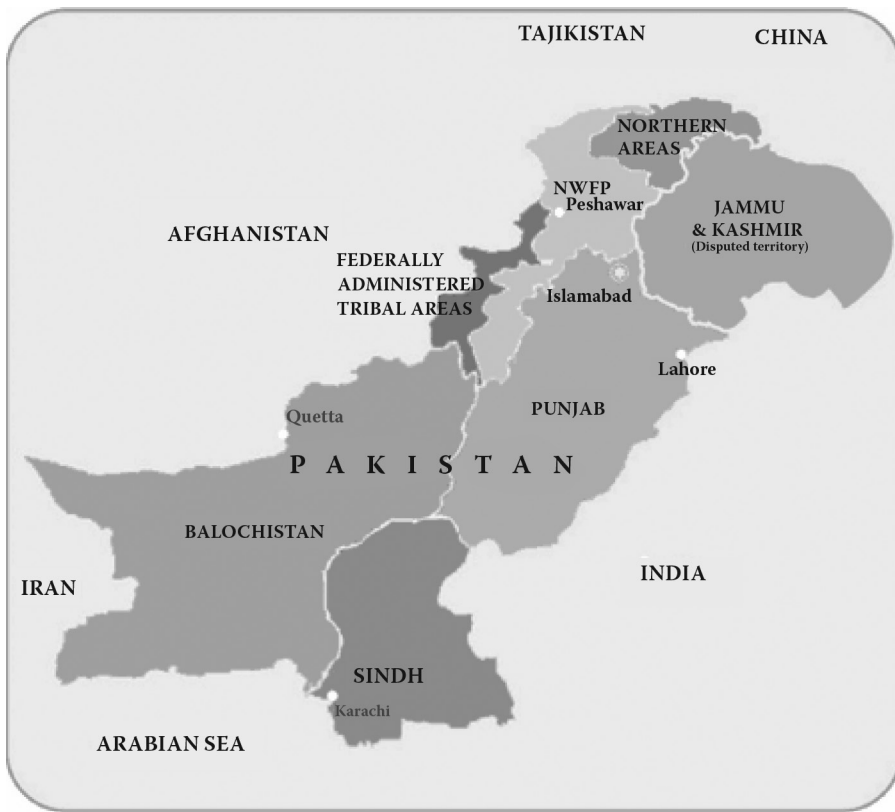 TAJIKISTAN
CHINA
NORTHERN
AREAS
NWFP
Peshawar
JAMMU
& KASHMIR
(Disputed territory)
AFGHANISTAN
FEDERALLY
ADMINISTERED
TRIBAL AREAS
Islamabad
Lahore
PUNJAB
Quetta
PAKISTAN
BALOCHISTAN
INDIA
IRAN
SINDH
Karachi
ARABIAN SEA